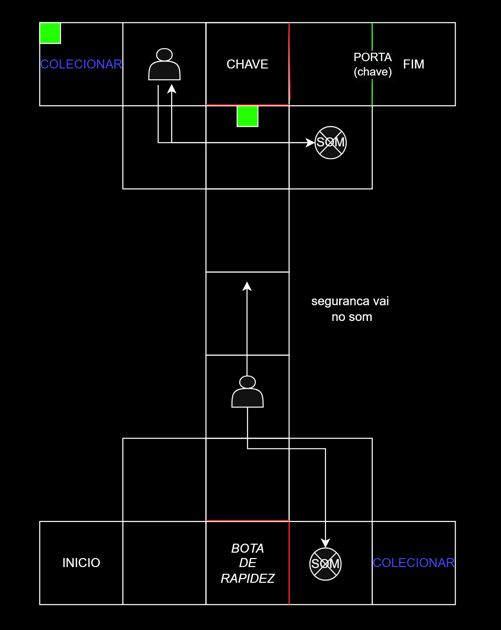 COLECIONAR
CHAVE
PORTA
(chave)
FIM
SOM
seguranca vai
no som
INICIO
BOTA
DE
RAPIDEZ
SOM
COLECIONAR